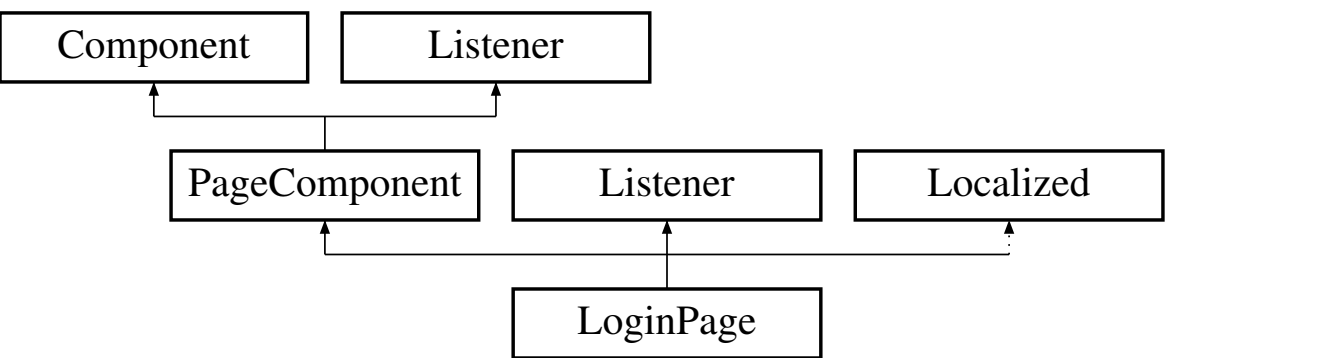 Component
Listener
PageComponent
Listener
Localized
LoginPage